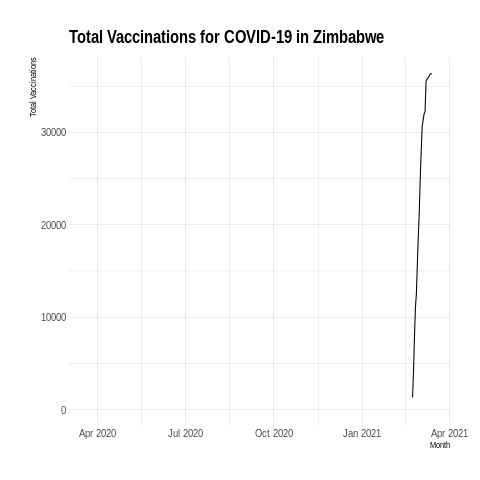 Total Vaccinations for COVID-19 in Zimbabwe
Total Vaccinations
30000
20000
10000
0
Apr 2020 Jul 2020 Oct 2020 Jan 2021 Apr 2021
Month